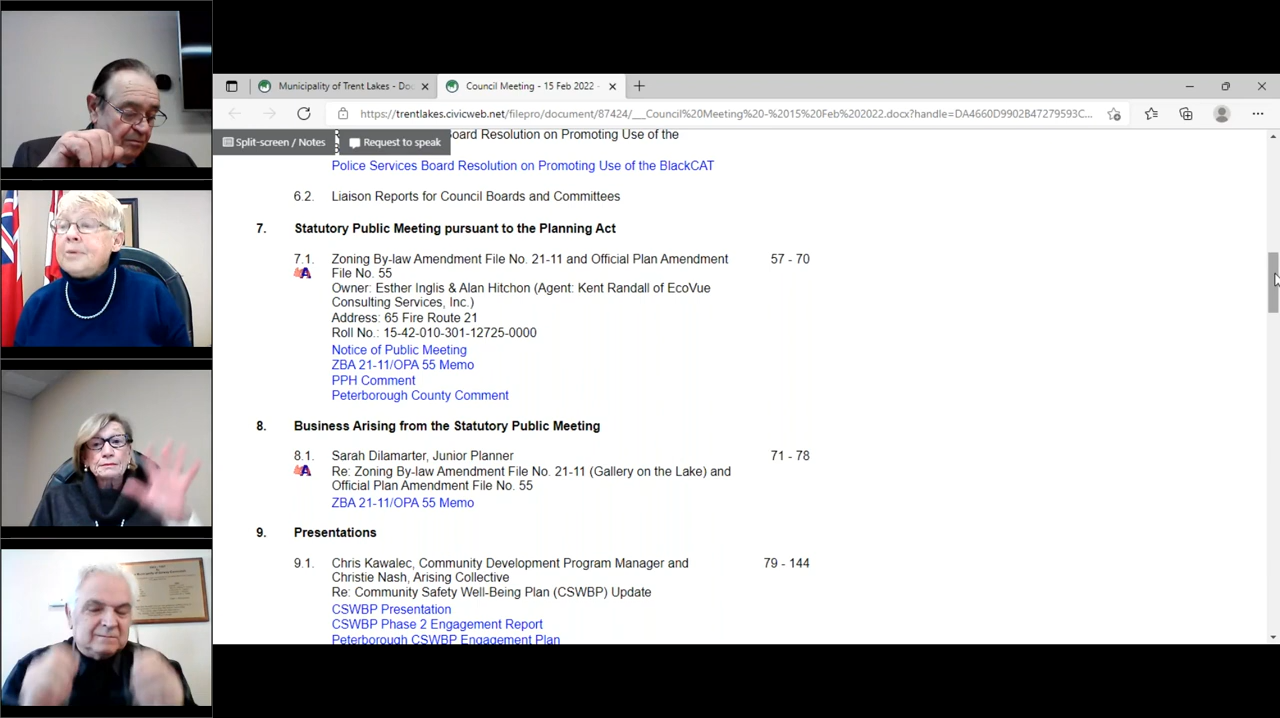 Municipality of Trent Lakes - Doc
Council Meeting - 15 Feb 2022 -
https://trentlakes.civicweb.net/filepro/document/87424/__Council%20Meeting%20-%2015%20Feb%202022.docx?handle=DA4660D9902B47279593C...
Split-screen / Notes
Request to speak
oard Resolution on Promoting Use of the
Police Services Board Resolution on Promoting Use of the BlackCAT
6.2. Liaison Reports for Council Boards and Committees
7. Statutory Public Meeting pursuant to the Planning Act
7.1. Zoning By-law Amendment File No. 21-11 and Official Plan Amendment 57 - 70
File No. 55
Owner: Esther Inglis & Alan Hitchon (Agent: Kent Randall of EcoVue
Consulting Services, Inc.)
Address: 65 Fire Route 21
Roll No.: 15-42-010-301-12725-0000
Notice of Public Meeting
ZBA 21-11/OPA 55 Memo
PPH Comment
Peterborough County Comment
8. Business Arising from the Statutory Public Meeting
8.1. Sarah Dilamarter, Junior Planner 71 - 78
Re: Zoning By-law Amendment File No. 21-11 (Gallery on the Lake) and
Official Plan Amendment File No. 55
ZBA 21-11/OPA 55 Memo
9. Presentations
9.1. Chris Kawalec, Community Development Program Manager and 79 - 144
Christie Nash, Arising Collective
Re: Community Safety Well-Being Plan (CSWBP) Update
CSWBP Presentation
CSWBP Phase 2 Engagement Report
Peterborough CSWBP Engagement Plan